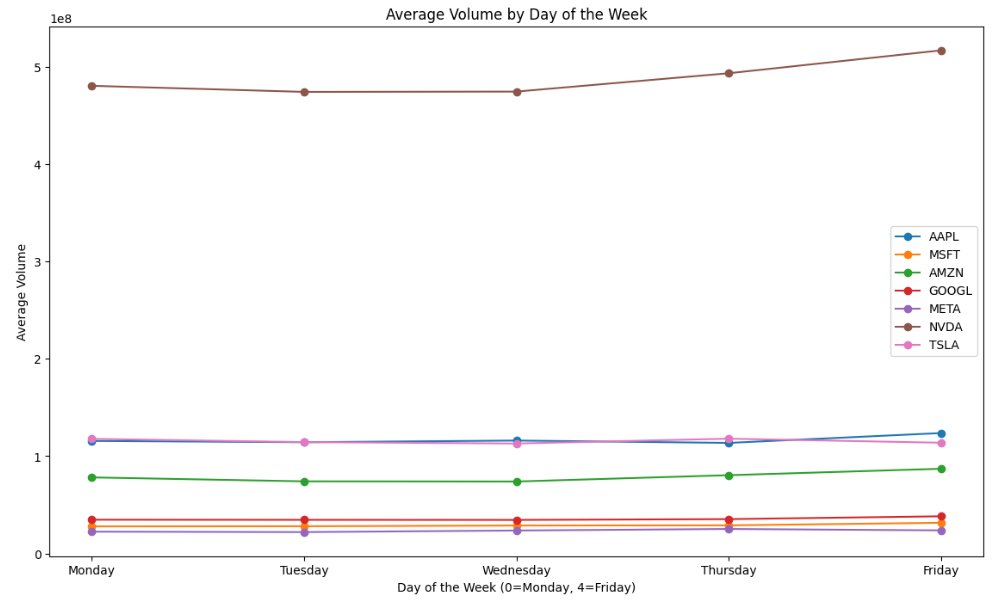 Average Volume by Day of the Week
1e8
5
4
3
2
1
0
Average Volume
AAPL
MSFT
AMZN
GOOGL
META
NVDA
TSLA
Monday
Tuesday
Wednesday
Thursday
Friday
Day of the Week (0=Monday, 4=Friday)